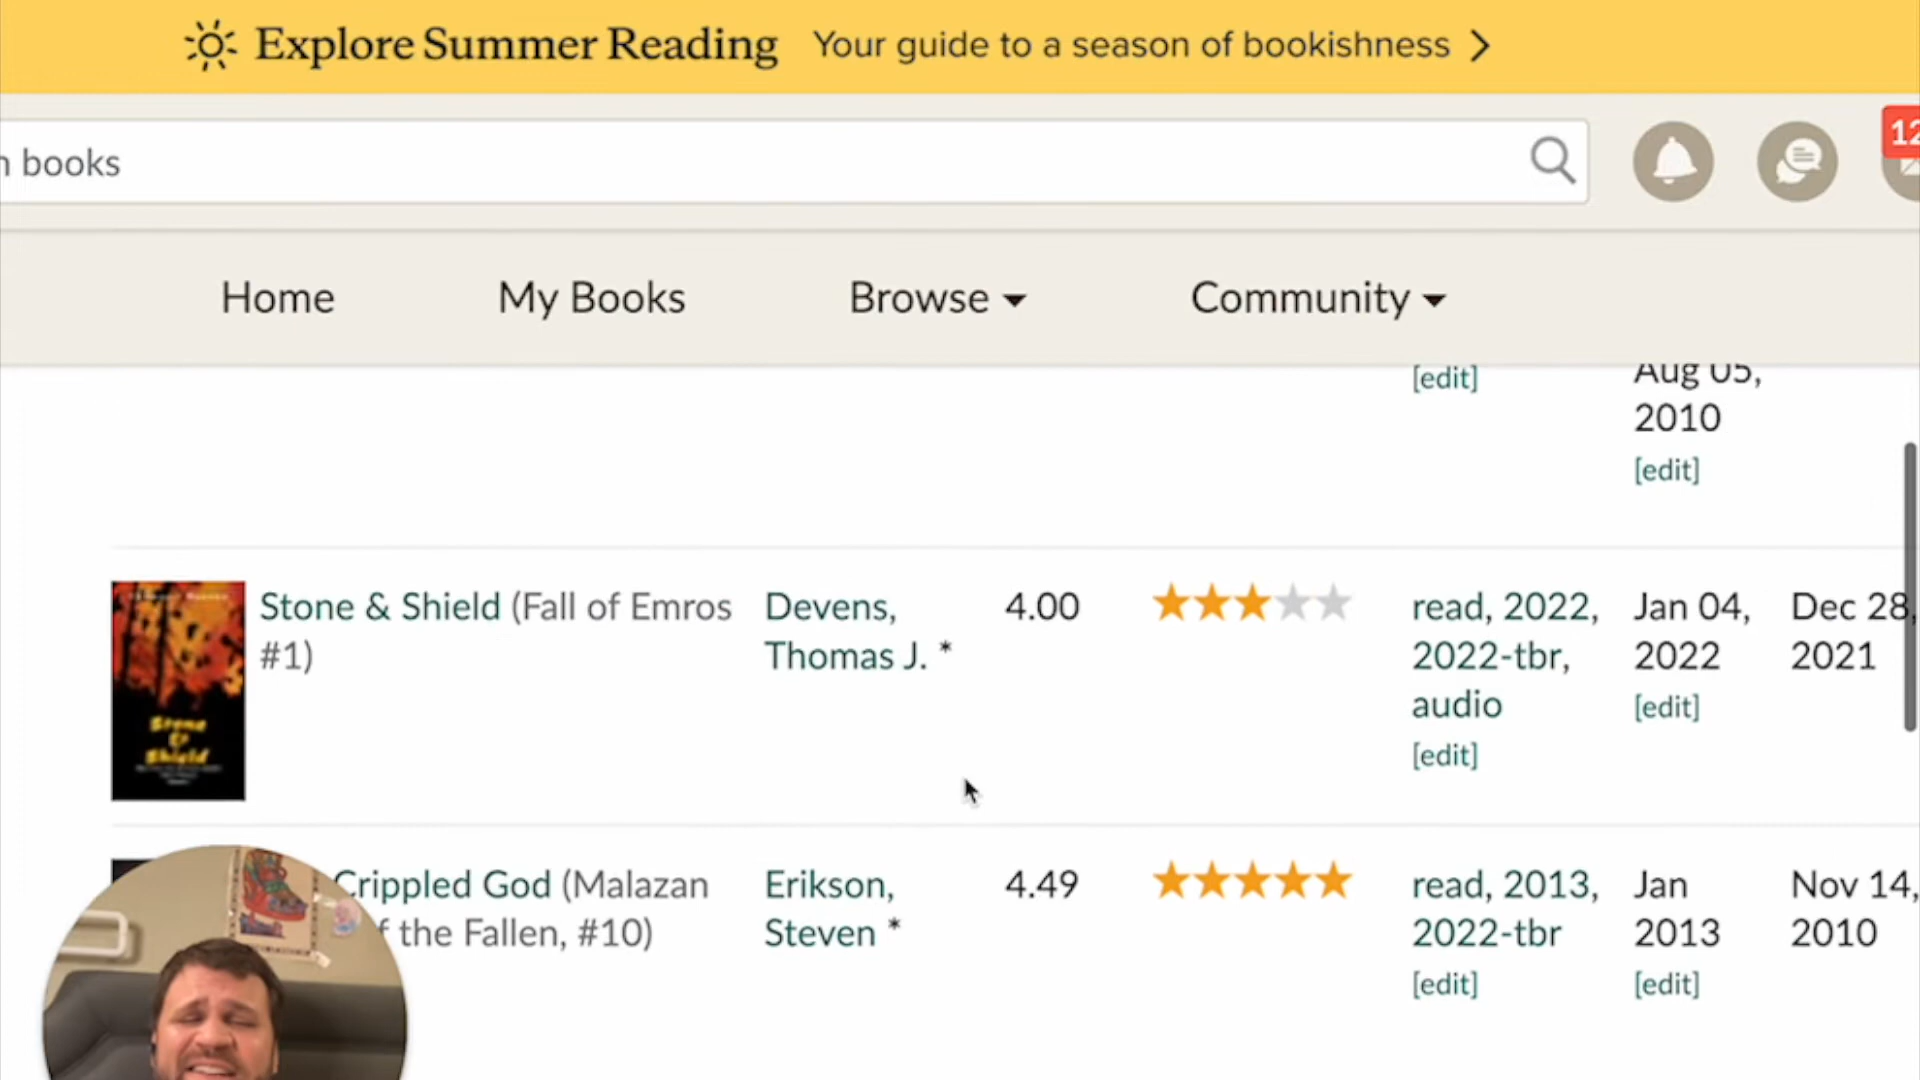 Explore Summer Reading Your guide to a season of bookishness
books
12
Home My Books Browse Community
[edit] Aug 05,
2010
[edit]
Stone & Shield (Fall of Emros Devens, 4.00 read, 2022, Jan 04, Dec 28,
#1) Thomas J. * 2022-tbr, 2022 2021
audio [edit]
[edit]
Stone
&
Shield
Crippled God (Malazan Erikson, 4.49 read, 2013, Jan Nov 14,
the Fallen, #10) Steven * 2022-tbr 2013 2010
[edit] [edit]